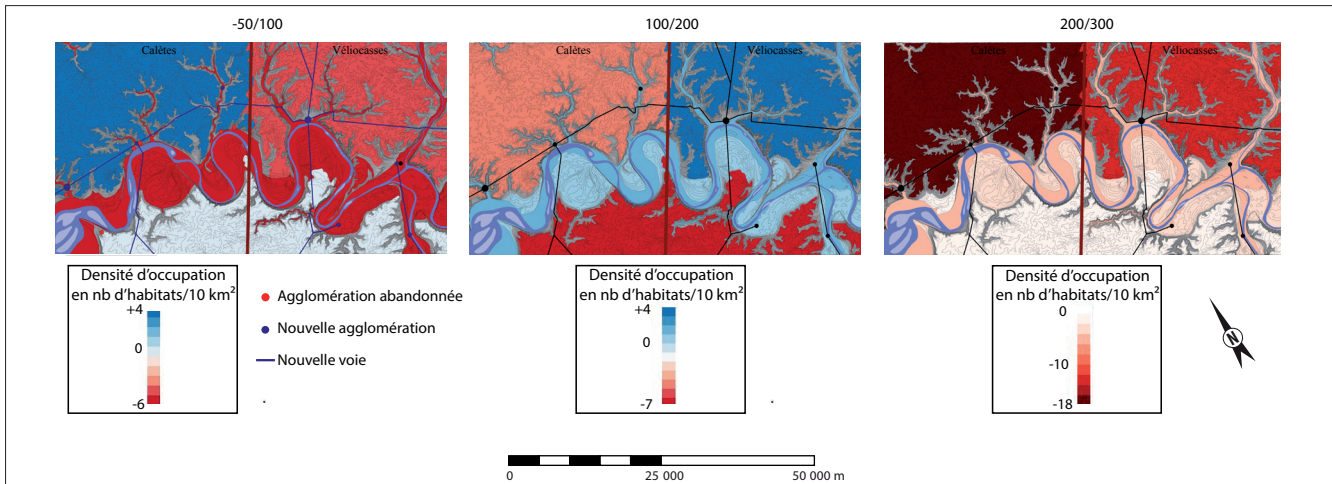 -50/100
100/200
200/300
Calètes
Véliocasses
Calètes
Véliocasses
Calètes
Véliocasses
Densité d'occupation
en nb d'habitats/10 km²
+4
0
-6
Agglomération abandonnée
Nouvelle agglomération
Nouvelle voie
Densité d'occupation
en nb d'habitats/10 km²
+4
0
-7
Densité d'occupation
en nb d'habitats/10 km²
0
-10
-18
N
0
25 000
50 000 m